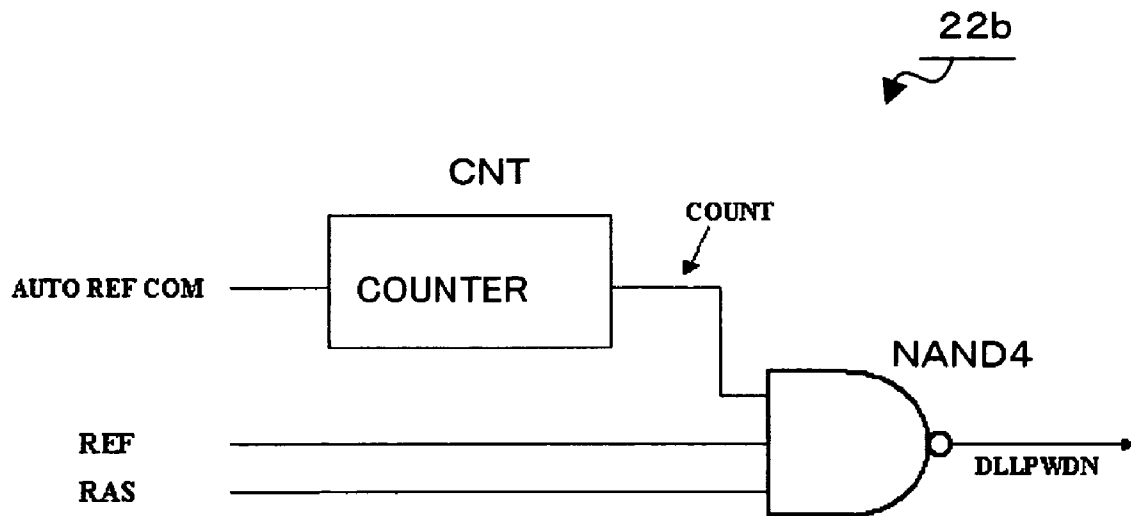 22b
CNT
COUNT
AUTO REF COM
COUNTER
NAND4
REF
DLLPWDN
RAS